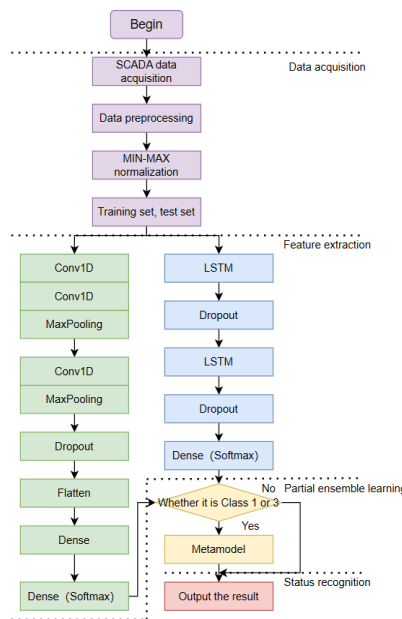 Begin
Data acquisition
SCADA data
acquisition
Data preprocessing
MIN-MAX
normalization
Training set, test set
Feature extraction
Conv1D
Conv1D
MaxPooling
Conv1D
MaxPooling
Dropout
Flatten
Dense
Dense（Softmax）
LSTM
Dropout
LSTM
Dropout
Dense（Softmax）
No
Partial ensemble learning
Whether it is Class 1 or 3
Yes
Metamodel
Status recognition
Output the result